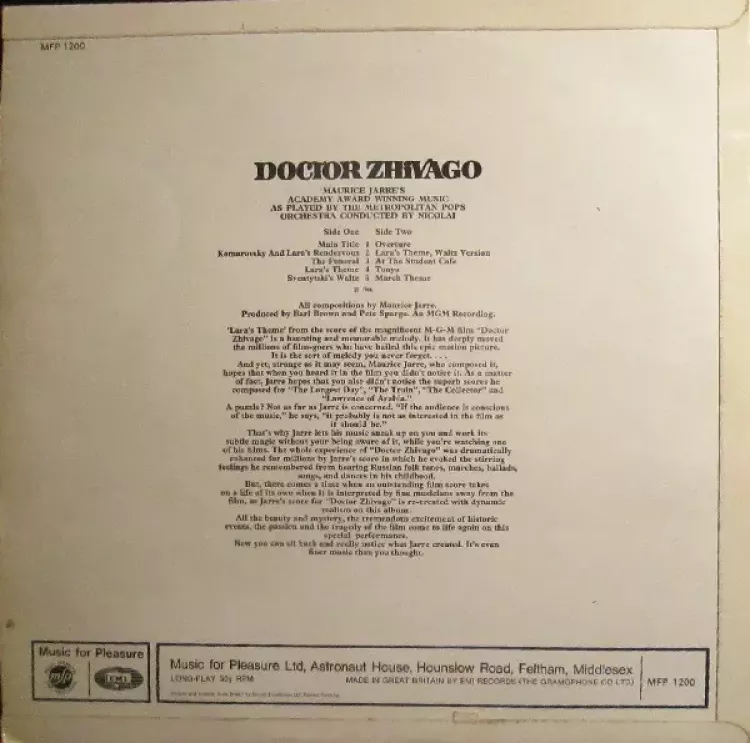 MFP 1200
DOCTOR ZHIVAGO
MAURICE JARRE'S
ACADEMY AWARD WINNING MUSIC
AS PLAYED BY THE METROPOLITAN POPS
ORCHESTRA CONDUCTED BY NICOLAI
Side One Side Two
Main Title 1 Overture
Komarovsky And Lara's Rendezvous 2 Lara's Theme, Waltz Version
The Funeral 3 At The Student Cafe
Lara's Theme 4 Tonya
Sventytski's Waltz 5 March Theme
All compositions by Maurice Jarre.
Produced by Earl Brown and Pete Spargo. An MGM Recording.
'Lara's Theme' from the score of the magnificent M-G-M film "Doctor
Zhivago" is a haunting and memorable melody. It has deeply moved
the millions of film-goers who have hailed this epic motion picture.
It is the sort of melody you never forget. . . .
And yet, strange as it may seem, Maurice Jarre, who composed it,
hopes that when you heard it in the film you didn't notice it. As a matter
of fact, Jarre hopes that you also didn't notice the superb scores he
composed for "The Longest Day", "The Train", "The Collector" and
"Lawrence of Arabia."
A puzzle? Not as far as Jarre is concerned. "If the audience is conscious
of the music," he says, "it probably is not as interested in the film as
it should be."
That's why Jarre lets his music sneak up on you and work its
subtle magic without your being aware of it, while you're watching one
of his films. The whole experience of "Doctor Zhivago" was dramatically
enhanced for millions by Jarre's score in which he evoked the stirring
feelings he remembered from hearing Russian folk tunes, marches, ballads,
songs, and dances in his childhood.
But, there comes a time when an outstanding film score takes
on a life of its own when it is interpreted by fine musicians away from the
film, as Jarre's score for "Doctor Zhivago" is re-created with dynamic
realism on this album.
All the beauty and mystery, the tremendous excitement of historic
events, the passion and the tragedy of the film come to life again on this
special performance.
Now you can sit back and really notice what Jarre created. It's even
finer music than you thought.
Music for Pleasure
mfp EMI
Music for Pleasure Ltd, Astronaut House, Hounslow Road, Feltham, Middlesex
LONG-PLAY 33⅓ RPM MADE IN GREAT BRITAIN BY EMI RECORDS (THE GRAMOPHONE CO LTD)
MFP 1200